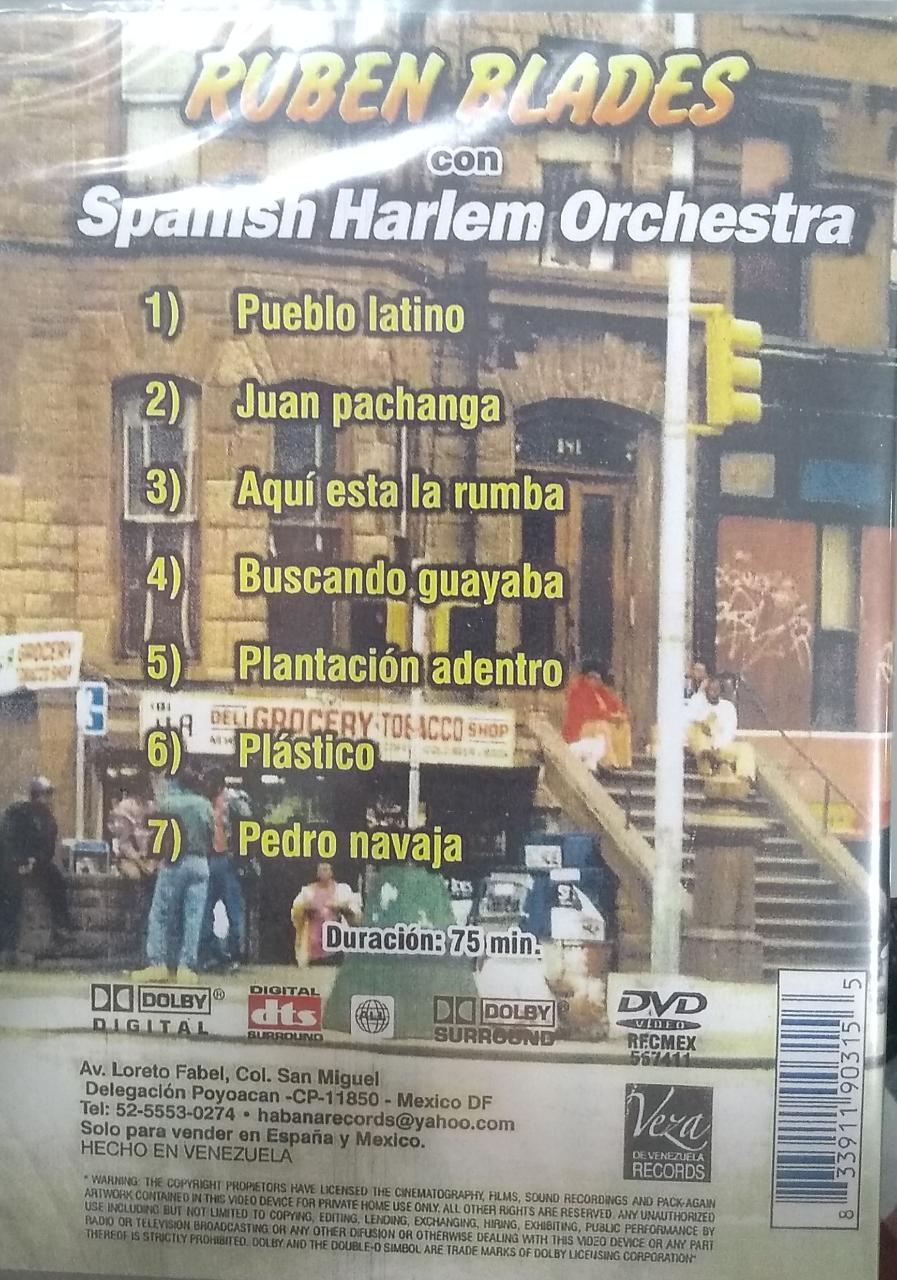 RUBEN BLADES
con
Spanish Harlem Orchestra
1) Pueblo latino
2) Juan pachanga
3) Aquí esta la rumba
4) Buscando guayaba
5) Plantación adentro
GROCERY
DELI GROCERY·TOBACCO SHOP
6) Plástico
7) Pedro navaja
Duración: 75 min.
DOLBY®
DIGITAL
DIGITAL
dts
SURROUND
ALL
DOLBY®
SURROUND
DVD
VIDEO
RFCMEX
567411
Av. Loreto Fabel, Col. San Miguel
Delegación Poyoacan -CP-11850 - Mexico DF
Tel: 52-5553-0274 • habanarecords@yahoo.com
Solo para vender en España y Mexico.
HECHO EN VENEZUELA
Veza
DE VENEZUELA
RECORDS
8 33911 90315 5
* WARNING: THE COPYRIGHT PROPIETORS HAVE LICENSED THE CINEMATOGRAPHY, FILMS, SOUND RECORDINGS AND PACK-AGAIN
ARTWORK CONTAINED IN THIS VIDEO DEVICE FOR PRIVATE HOME USE ONLY, ALL OTHER RIGHTS ARE RESERVED. ANY UNAUTHORIZED
USE INCLUDING BUT NOT LIMITED TO COPYING, EDITING, LENDING, EXCHANGING, HIRING, EXHIBITING, PUBLIC PERFORMANCE BY
RADIO OR TELEVISION BROADCASTING OR ANY OTHER DIFUSION OR OTHERWISE DEALING WITH THIS VIDEO DEVICE OR ANY PART
THEREOF IS STRICTLY PROHIBITED. DOLBY AND THE DOUBLE-D SIMBOL ARE TRADE MARKS OF DOLBY LICENSING CORPORATION"